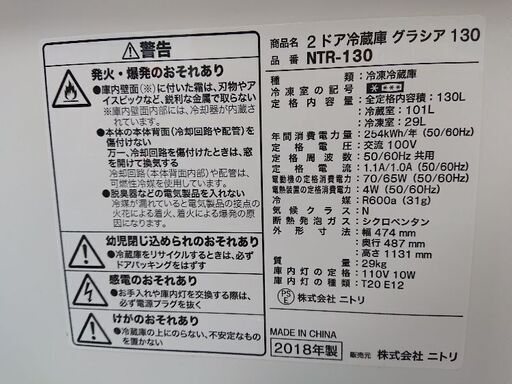 警告
発火・爆発のおそれあり
●庫内壁面(※)に付いた霜は、刃物やア
イスピックなど、鋭利な金属で取らない
※庫内壁面内部には、冷却器が内蔵さ
れています。
●本体の本体背面(冷却回路や配管)を
傷付けない
万一、冷却回路を傷付けたときは、窓
を開けて換気する
冷却回路(本体背面内部)や配管は、
可燃性冷媒を使用しています。
●脱臭器などの電気製品を入れない
冷媒が漏れていると電気製品の接点の
火花による着火、着火による爆発の原
因になります。
幼児閉じ込められのおそれあり
●冷蔵庫をリサイクルするときは、必ず
ドアパッキングをはずす
感電のおそれあり
●お手入れや庫内灯を交換する際は、
必ず電源プラグを抜く
けがのおそれあり
●冷蔵庫の上にのらない、不安定なもの
を置かない
商品名 2ドア冷蔵庫 グラシア 130
品番 NTR-130
種類 :冷凍冷蔵庫
冷凍室の記号 :
定格内容積 :全定格内容積:130L
冷蔵室:101L
冷凍室:29L
年間消費電力量 :254kWh/年(50/60Hz)
定格電圧 :交流 100V
定格周波数 :50/60Hz 共用
定格電流 :1.1A/1.0A (50/60Hz)
電動機の定格消費電力 :70/65W (50/60Hz)
電熱装置の定格消費電力 :4W (50/60Hz)
冷媒 :R600a (31g)
気候クラス :N
断熱発泡ガス :シクロペンタン
外形寸法 :幅 474 mm
奥行 487 mm
高さ 1131 mm
質量 :29kg
庫内灯の定格 :110V 10W
庫内灯の形式 :T20 E12
PSE 株式会社 ニトリ
MADE IN CHINA
2018年製 販売元 株式会社 ニトリ